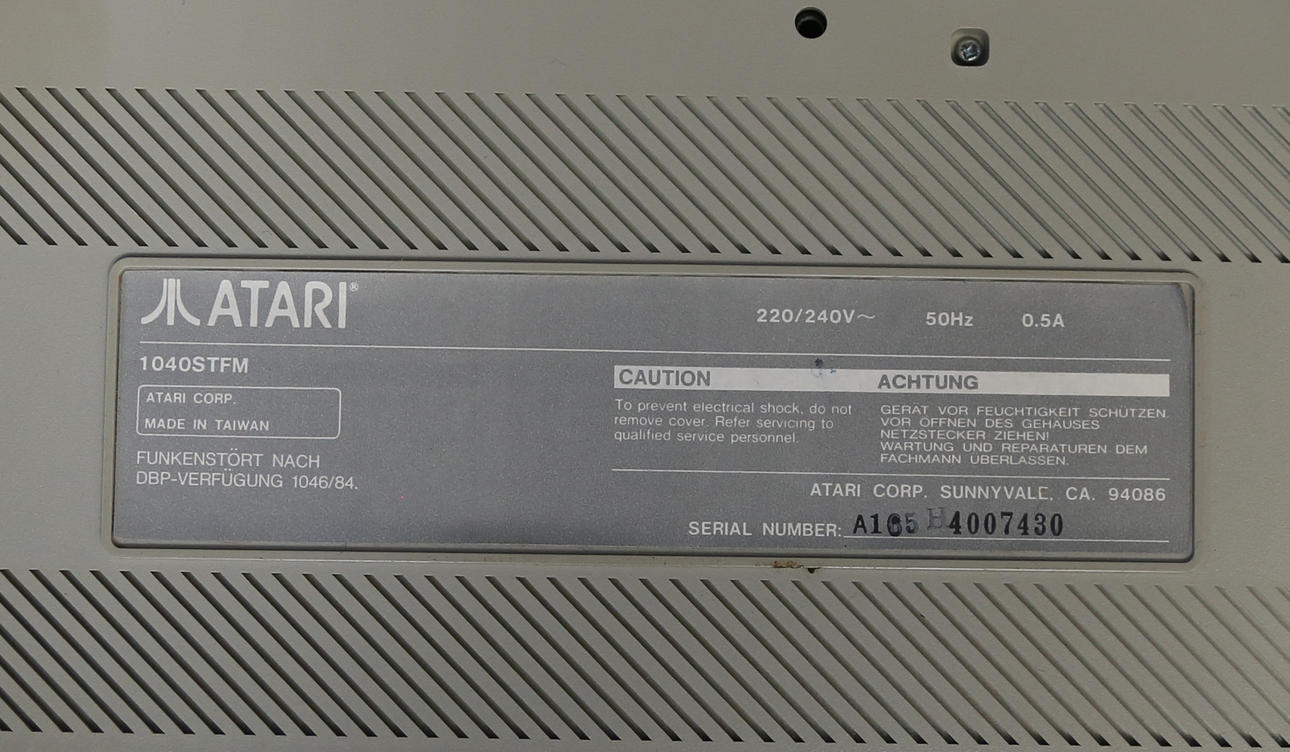 ATARI®
220/240V~ 50Hz 0.5A
1040STFM
ATARI CORP.
MADE IN TAIWAN
FUNKENSTÖRT NACH
DBP-VERFÜGUNG 1046/84.
CAUTION
To prevent electrical shock, do not
remove cover. Refer servicing to
qualified service personnel.
ACHTUNG
GERÄT VOR FEUCHTIGKEIT SCHÜTZEN.
VOR ÖFFNEN DES GEHÄUSES
NETZSTECKER ZIEHEN!
WARTUNG UND REPARATUREN DEM
FACHMANN ÜBERLASSEN.
ATARI CORP. SUNNYVALE, CA. 94086
SERIAL NUMBER: A165 H4007430